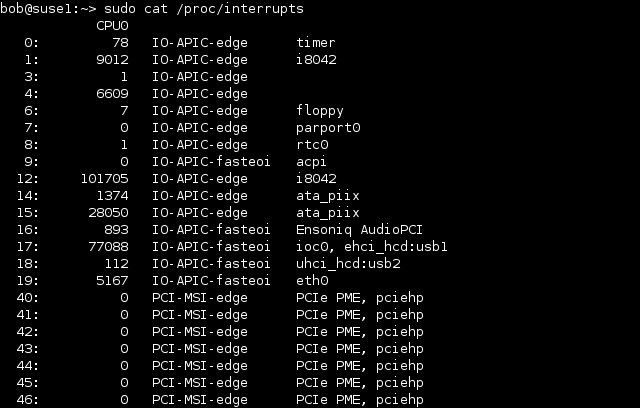 bob@suse1:~> sudo cat /proc/interrupts
CPU0
0: 78 IO-APIC-edge timer
1: 9012 IO-APIC-edge i8042
3: 1 IO-APIC-edge
4: 6609 IO-APIC-edge
6: 7 IO-APIC-edge floppy
7: 0 IO-APIC-edge parport0
8: 1 IO-APIC-edge rtc0
9: 0 IO-APIC-fasteoi acpi
12: 101705 IO-APIC-edge i8042
14: 1374 IO-APIC-edge ata_piix
15: 28050 IO-APIC-edge ata_piix
16: 893 IO-APIC-fasteoi Ensoniq AudioPCI
17: 77088 IO-APIC-fasteoi ioc0, ehci_hcd:usb1
18: 112 IO-APIC-fasteoi uhci_hcd:usb2
19: 5167 IO-APIC-fasteoi eth0
40: 0 PCI-MSI-edge PCIe PME, pciehp
41: 0 PCI-MSI-edge PCIe PME, pciehp
42: 0 PCI-MSI-edge PCIe PME, pciehp
43: 0 PCI-MSI-edge PCIe PME, pciehp
44: 0 PCI-MSI-edge PCIe PME, pciehp
45: 0 PCI-MSI-edge PCIe PME, pciehp
46: 0 PCI-MSI-edge PCIe PME, pciehp